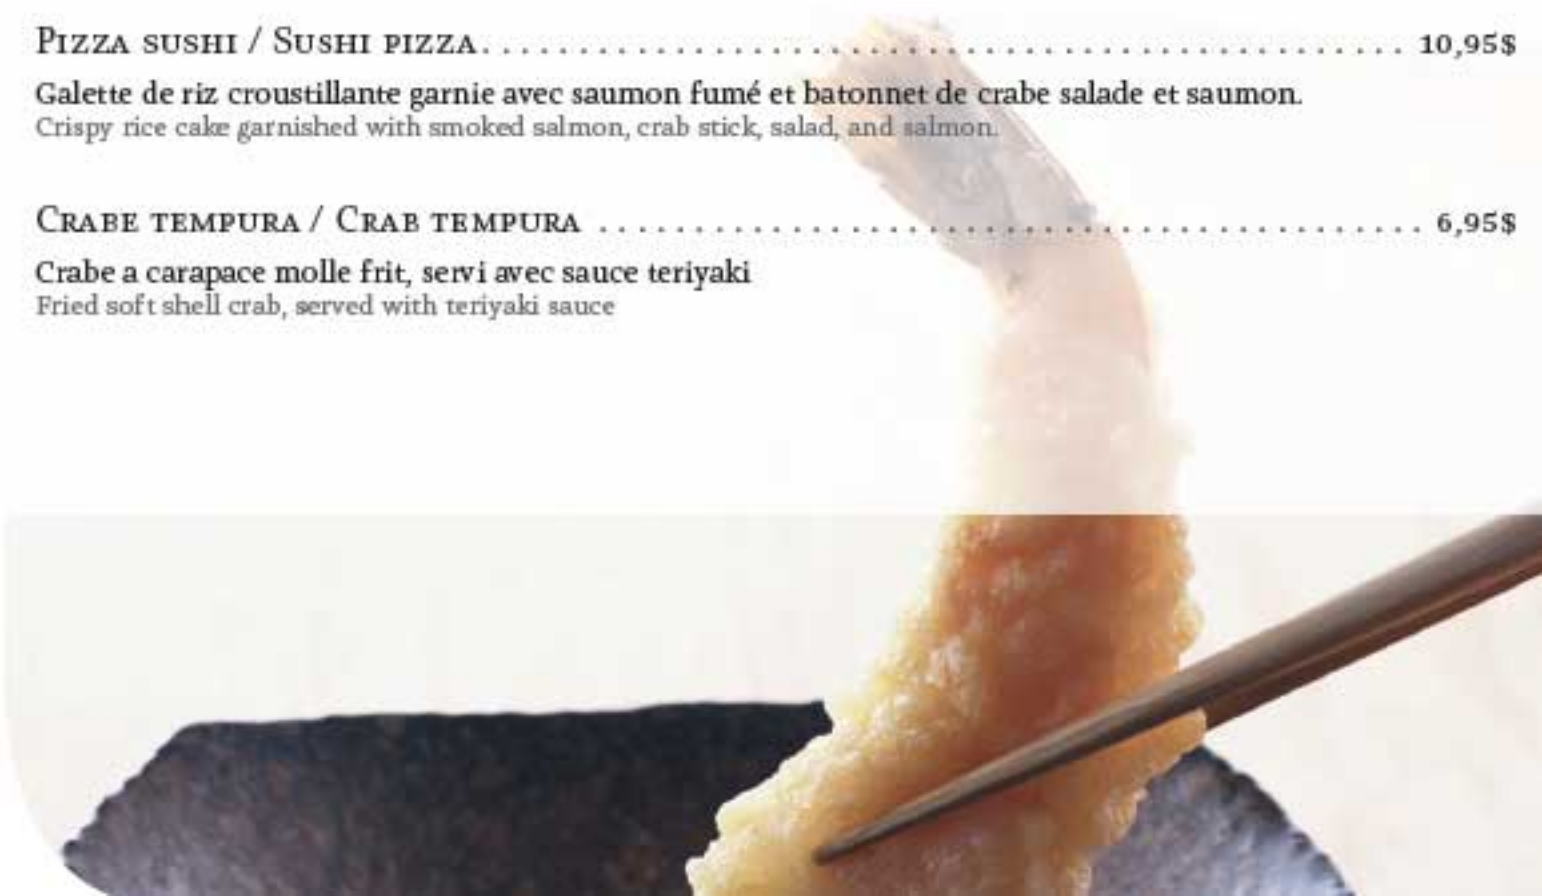 Pizza sushi / Sushi pizza. . . . . . . . . . . . . . . . . . . . . . . . . . . . . . . . . . . . . . . . . . . . . . . . . 10,95$
Galette de riz croustillante garnie avec saumon fumé et batonnet de crabe salade et saumon.
Crispy rice cake garnished with smoked salmon, crab stick, salad, and salmon.
Crabe tempura / Crab tempura . . . . . . . . . . . . . . . . . . . . . . . . . . . . . . . . . . . . . . . . . . . . 6,95$
Crabe a carapace molle frit, servi avec sauce teriyaki
Fried soft shell crab, served with teriyaki sauce